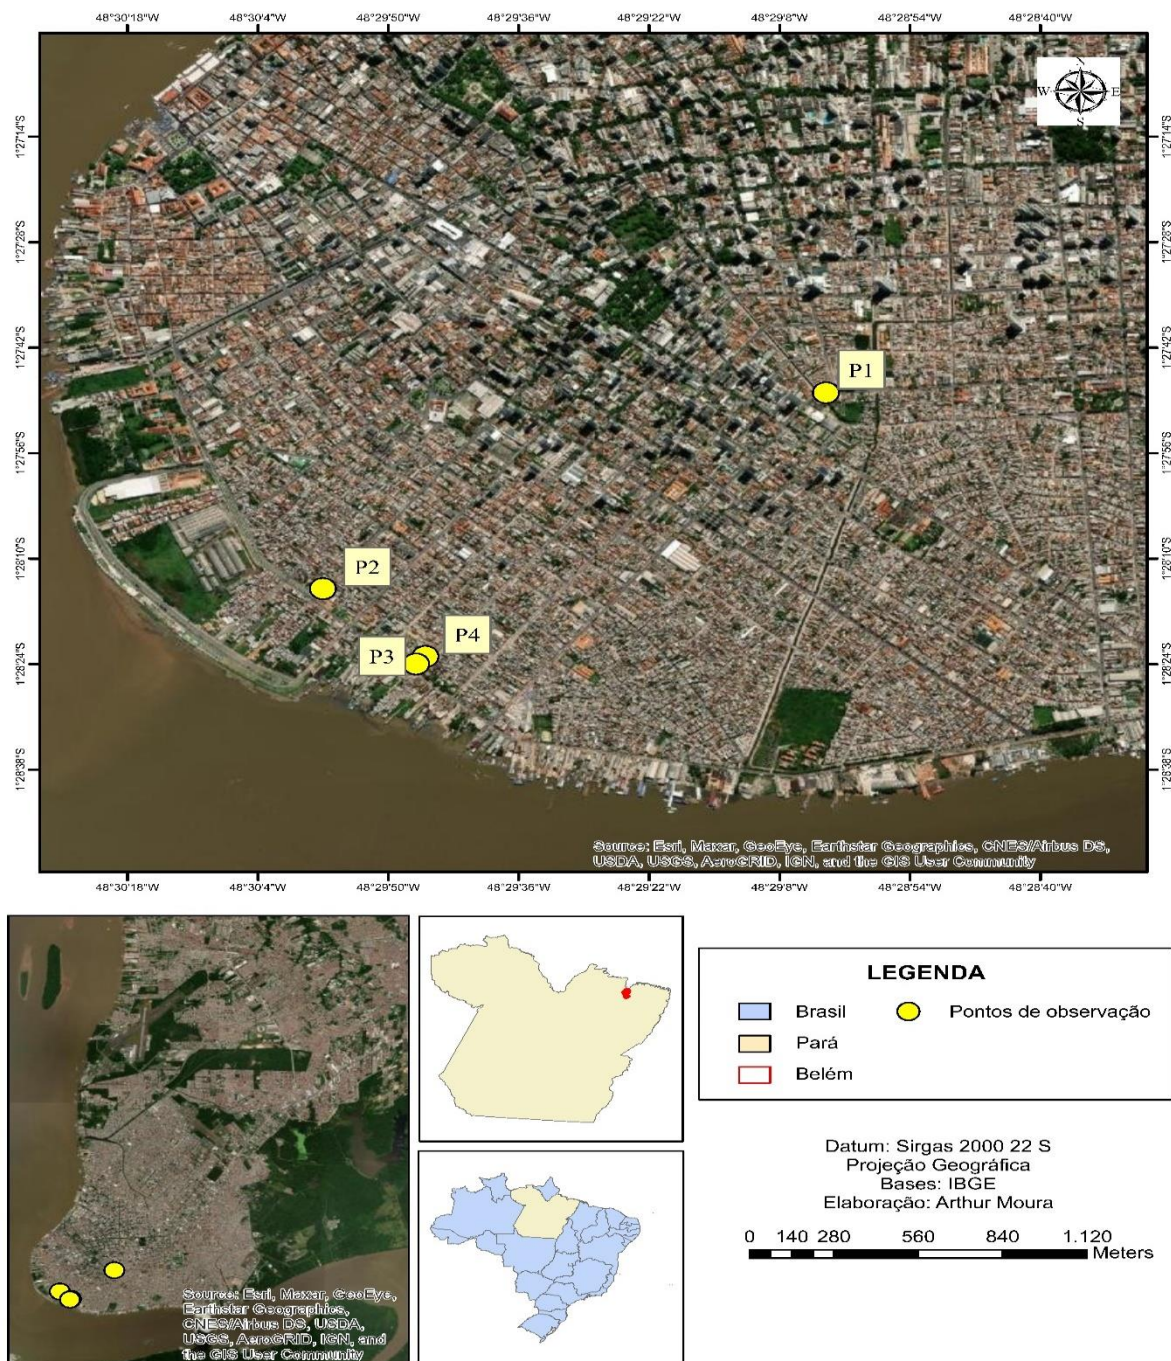 48°30'18"W 48°30'4"W 48°29'50"W 48°29'36"W 48°29'22"W 48°29'8"W 48°28'54"W 48°28'40"W
N
W E
S
1°27'14"S 1°27'14"S
1°27'28"S 1°27'28"S
1°27'42"S 1°27'42"S
P1
1°27'56"S 1°27'56"S
1°28'10"S 1°28'10"S
P2
P4
P3
1°28'24"S 1°28'24"S
1°28'38"S 1°28'38"S
Source: Esri, Maxar, GeoEye, Earthstar Geographics, CNES/Airbus DS,
USDA, USGS, AeroGRID, IGN, and the GIS User Community
48°30'18"W 48°30'4"W 48°29'50"W 48°29'36"W 48°29'22"W 48°29'8"W 48°28'54"W 48°28'40"W
Source: Esri, Maxar, GeoEye,
Earthstar Geographics,
CNES/Airbus DS, USDA,
USGS, AeroGRID, IGN, and
the GIS User Community
LEGENDA
Brasil Pontos de observação
Pará
Belém
Datum: Sirgas 2000 22 S
Projeção Geográfica
Bases: IBGE
Elaboração: Arthur Moura
0 140 280 560 840 1.120
Meters